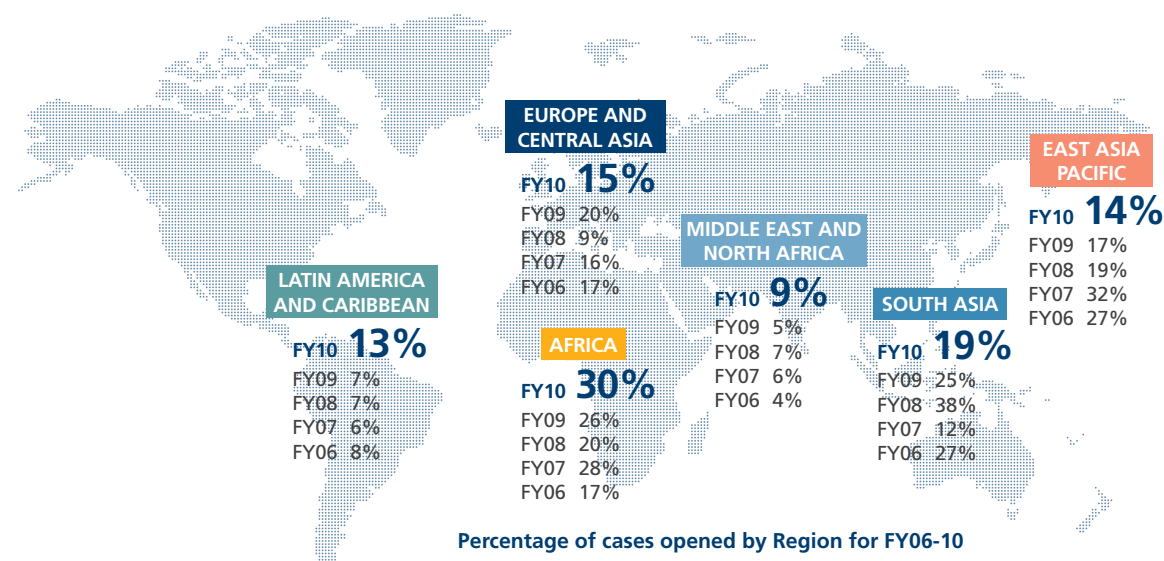 EUROPE AND
CENTRAL ASIA
FY10 15%
FY09 20%
FY08 9%
FY07 16%
FY06 17%
EAST ASIA
PACIFIC
FY10 14%
FY09 17%
FY08 19%
FY07 32%
FY06 27%
MIDDLE EAST AND
NORTH AFRICA
FY10 9%
FY09 5%
FY08 7%
FY07 6%
FY06 4%
LATIN AMERICA
AND CARIBBEAN
FY10 13%
FY09 7%
FY08 7%
FY07 6%
FY06 8%
SOUTH ASIA
FY10 19%
FY09 25%
FY08 38%
FY07 12%
FY06 27%
AFRICA
FY10 30%
FY09 26%
FY08 20%
FY07 28%
FY06 17%
Percentage of cases opened by Region for FY06-10